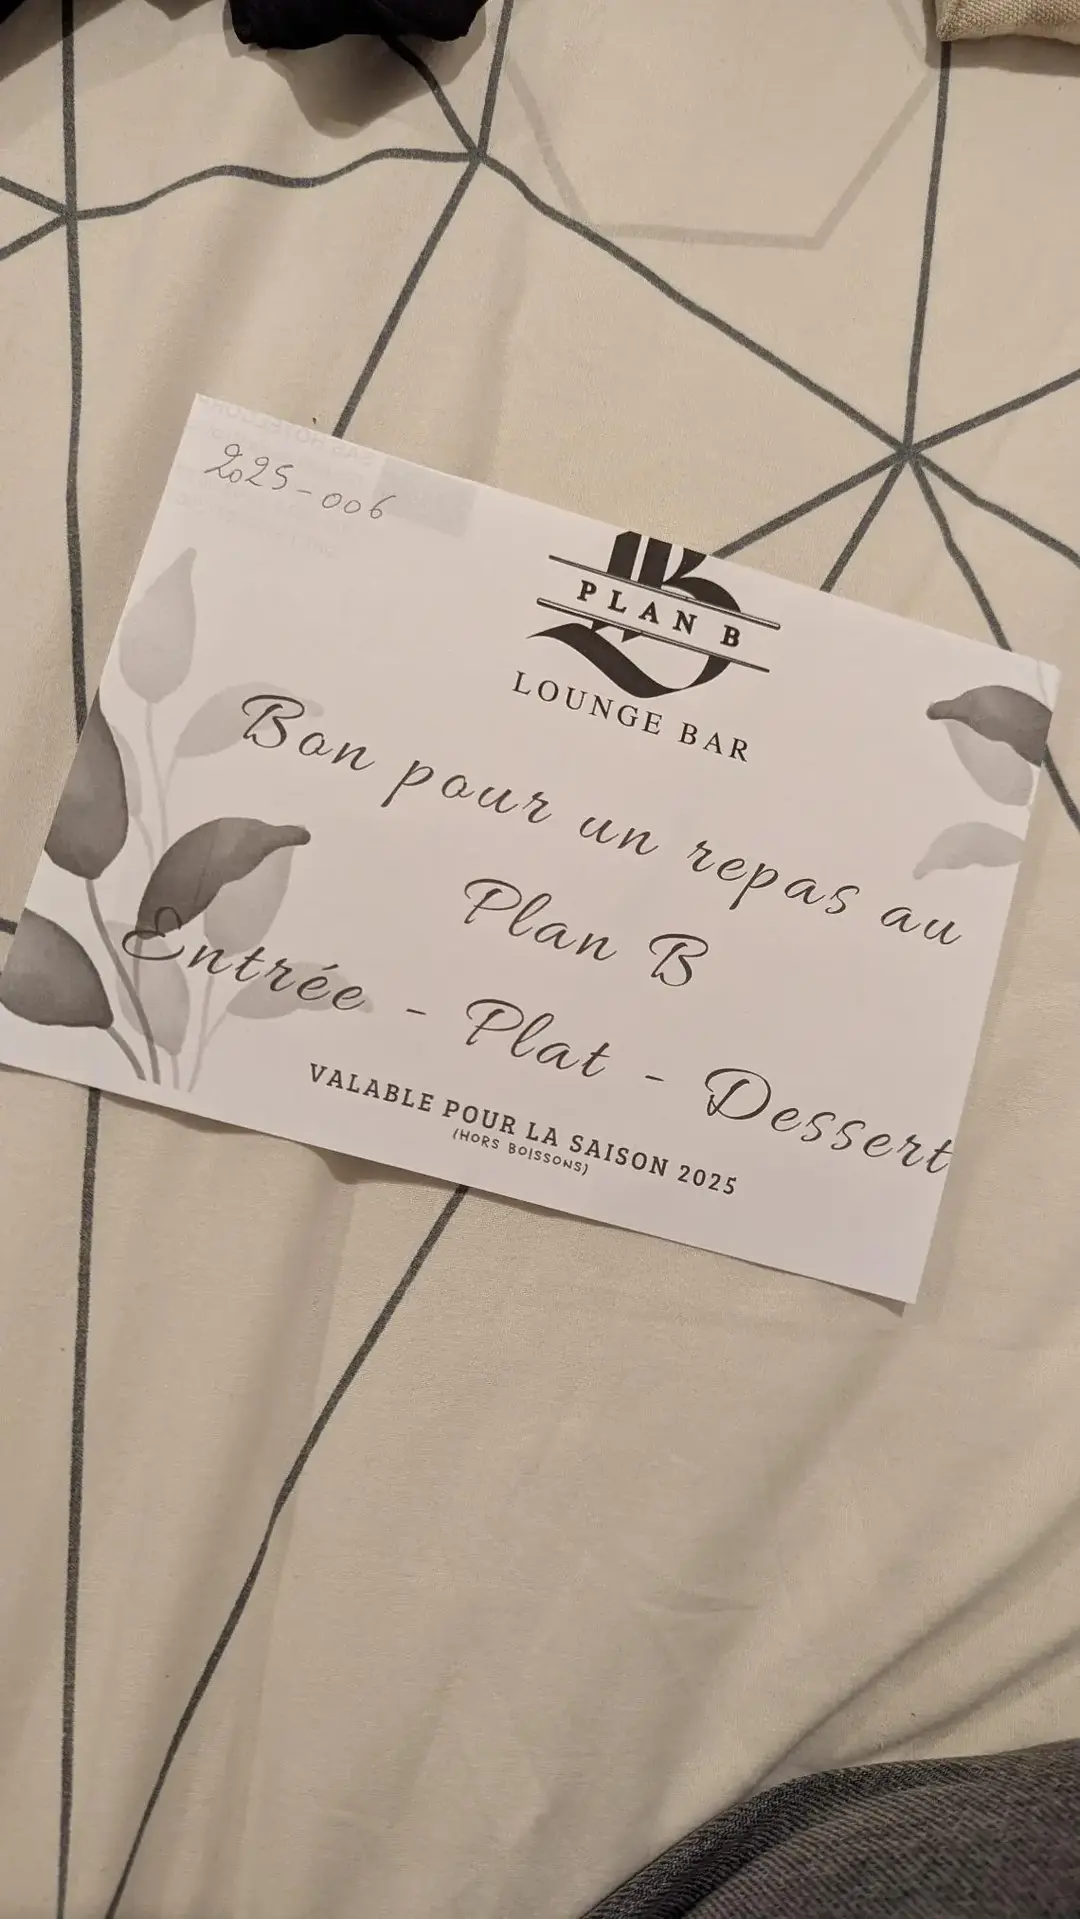 2025-006
PLAN B
LOUNGE BAR
Bon pour un repas au
Plan B
Entrée - Plat - Dessert
VALABLE POUR LA SAISON 2025
(HORS BOISSONS)